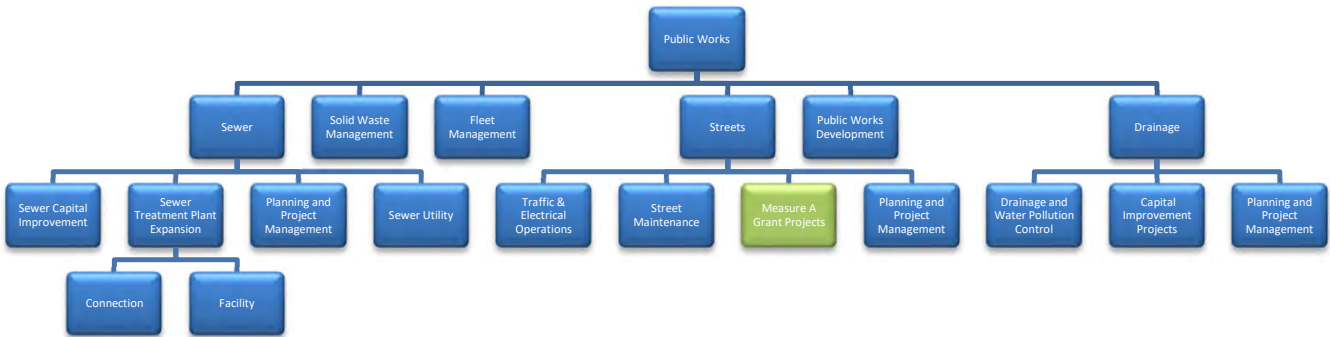 Public Works
Sewer
Solid Waste
Management
Fleet
Management
Streets
Public Works
Development
Drainage
Sewer Capital
Improvement
Sewer
Treatment Plant
Expansion
Planning and
Project
Management
Sewer Utility
Traffic &
Electrical
Operations
Street
Maintenance
Measure A
Grant Projects
Planning and
Project
Management
Drainage and
Water Pollution
Control
Capital
Improvement
Projects
Planning and
Project
Management
Connection
Facility